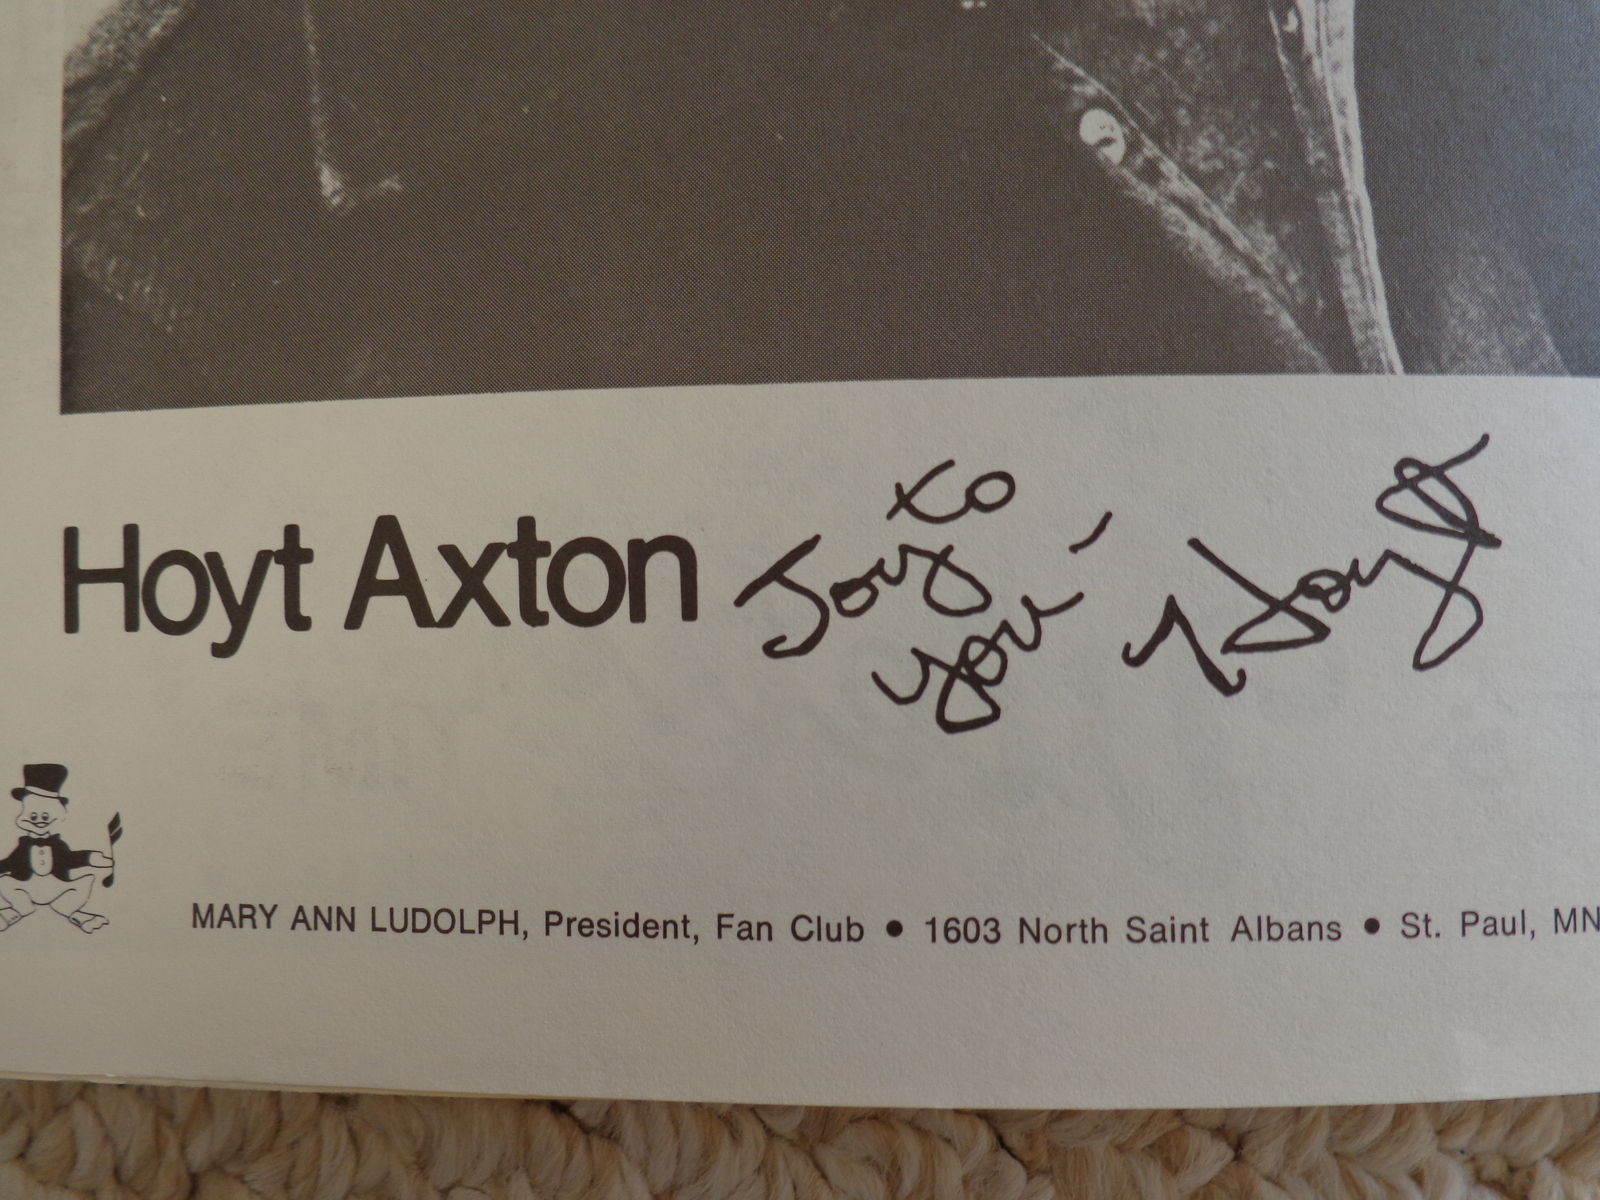 Hoyt Axton
Joy to
you!
Hoyt
MARY ANN LUDOLPH, President, Fan Club • 1603 North Saint Albans • St. Paul, MN